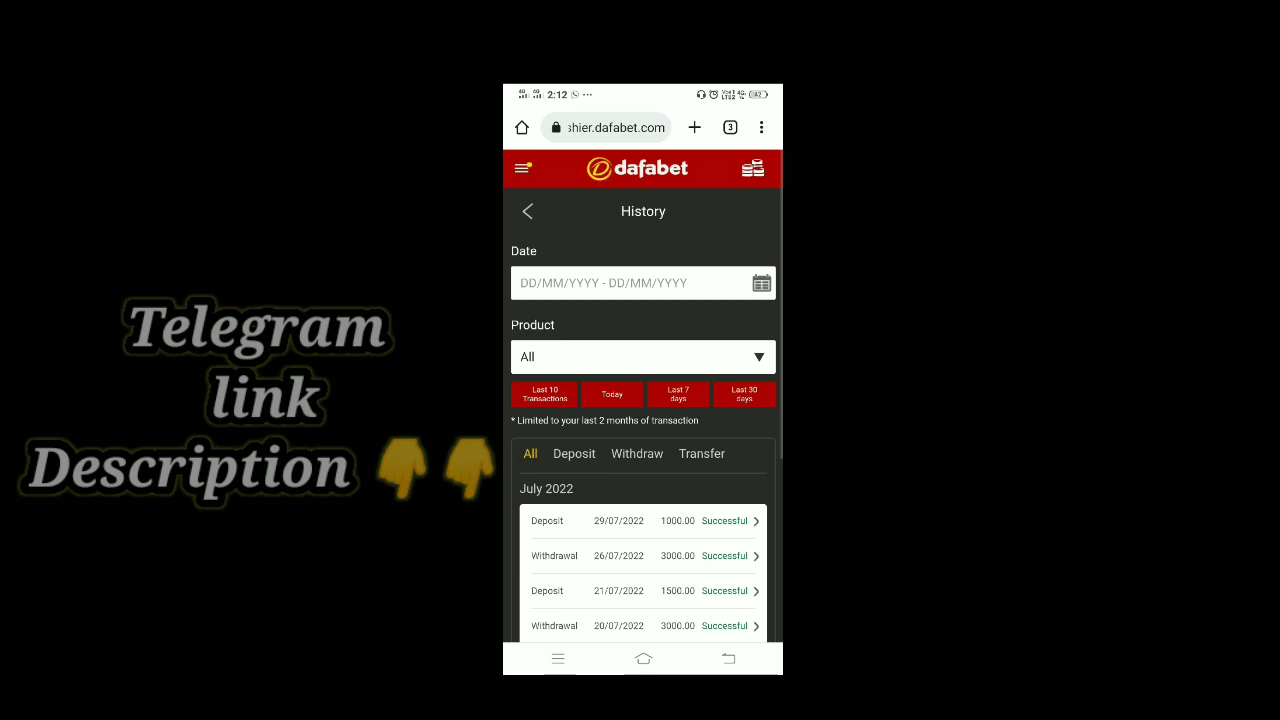 2:12
42
shier.dafabet.com
3
dafabet
History
Date
DD/MM/YYYY - DD/MM/YYYY
Product
All
Last 10 Transactions
Today
Last 7 days
Last 30 days
* Limited to your last 2 months of transaction
All Deposit Withdraw Transfer
July 2022
Deposit 29/07/2022 1000.00 Successful
Withdrawal 26/07/2022 3000.00 Successful
Deposit 21/07/2022 1500.00 Successful
Withdrawal 20/07/2022 3000.00 Successful
Telegram
link
Description 👇👇